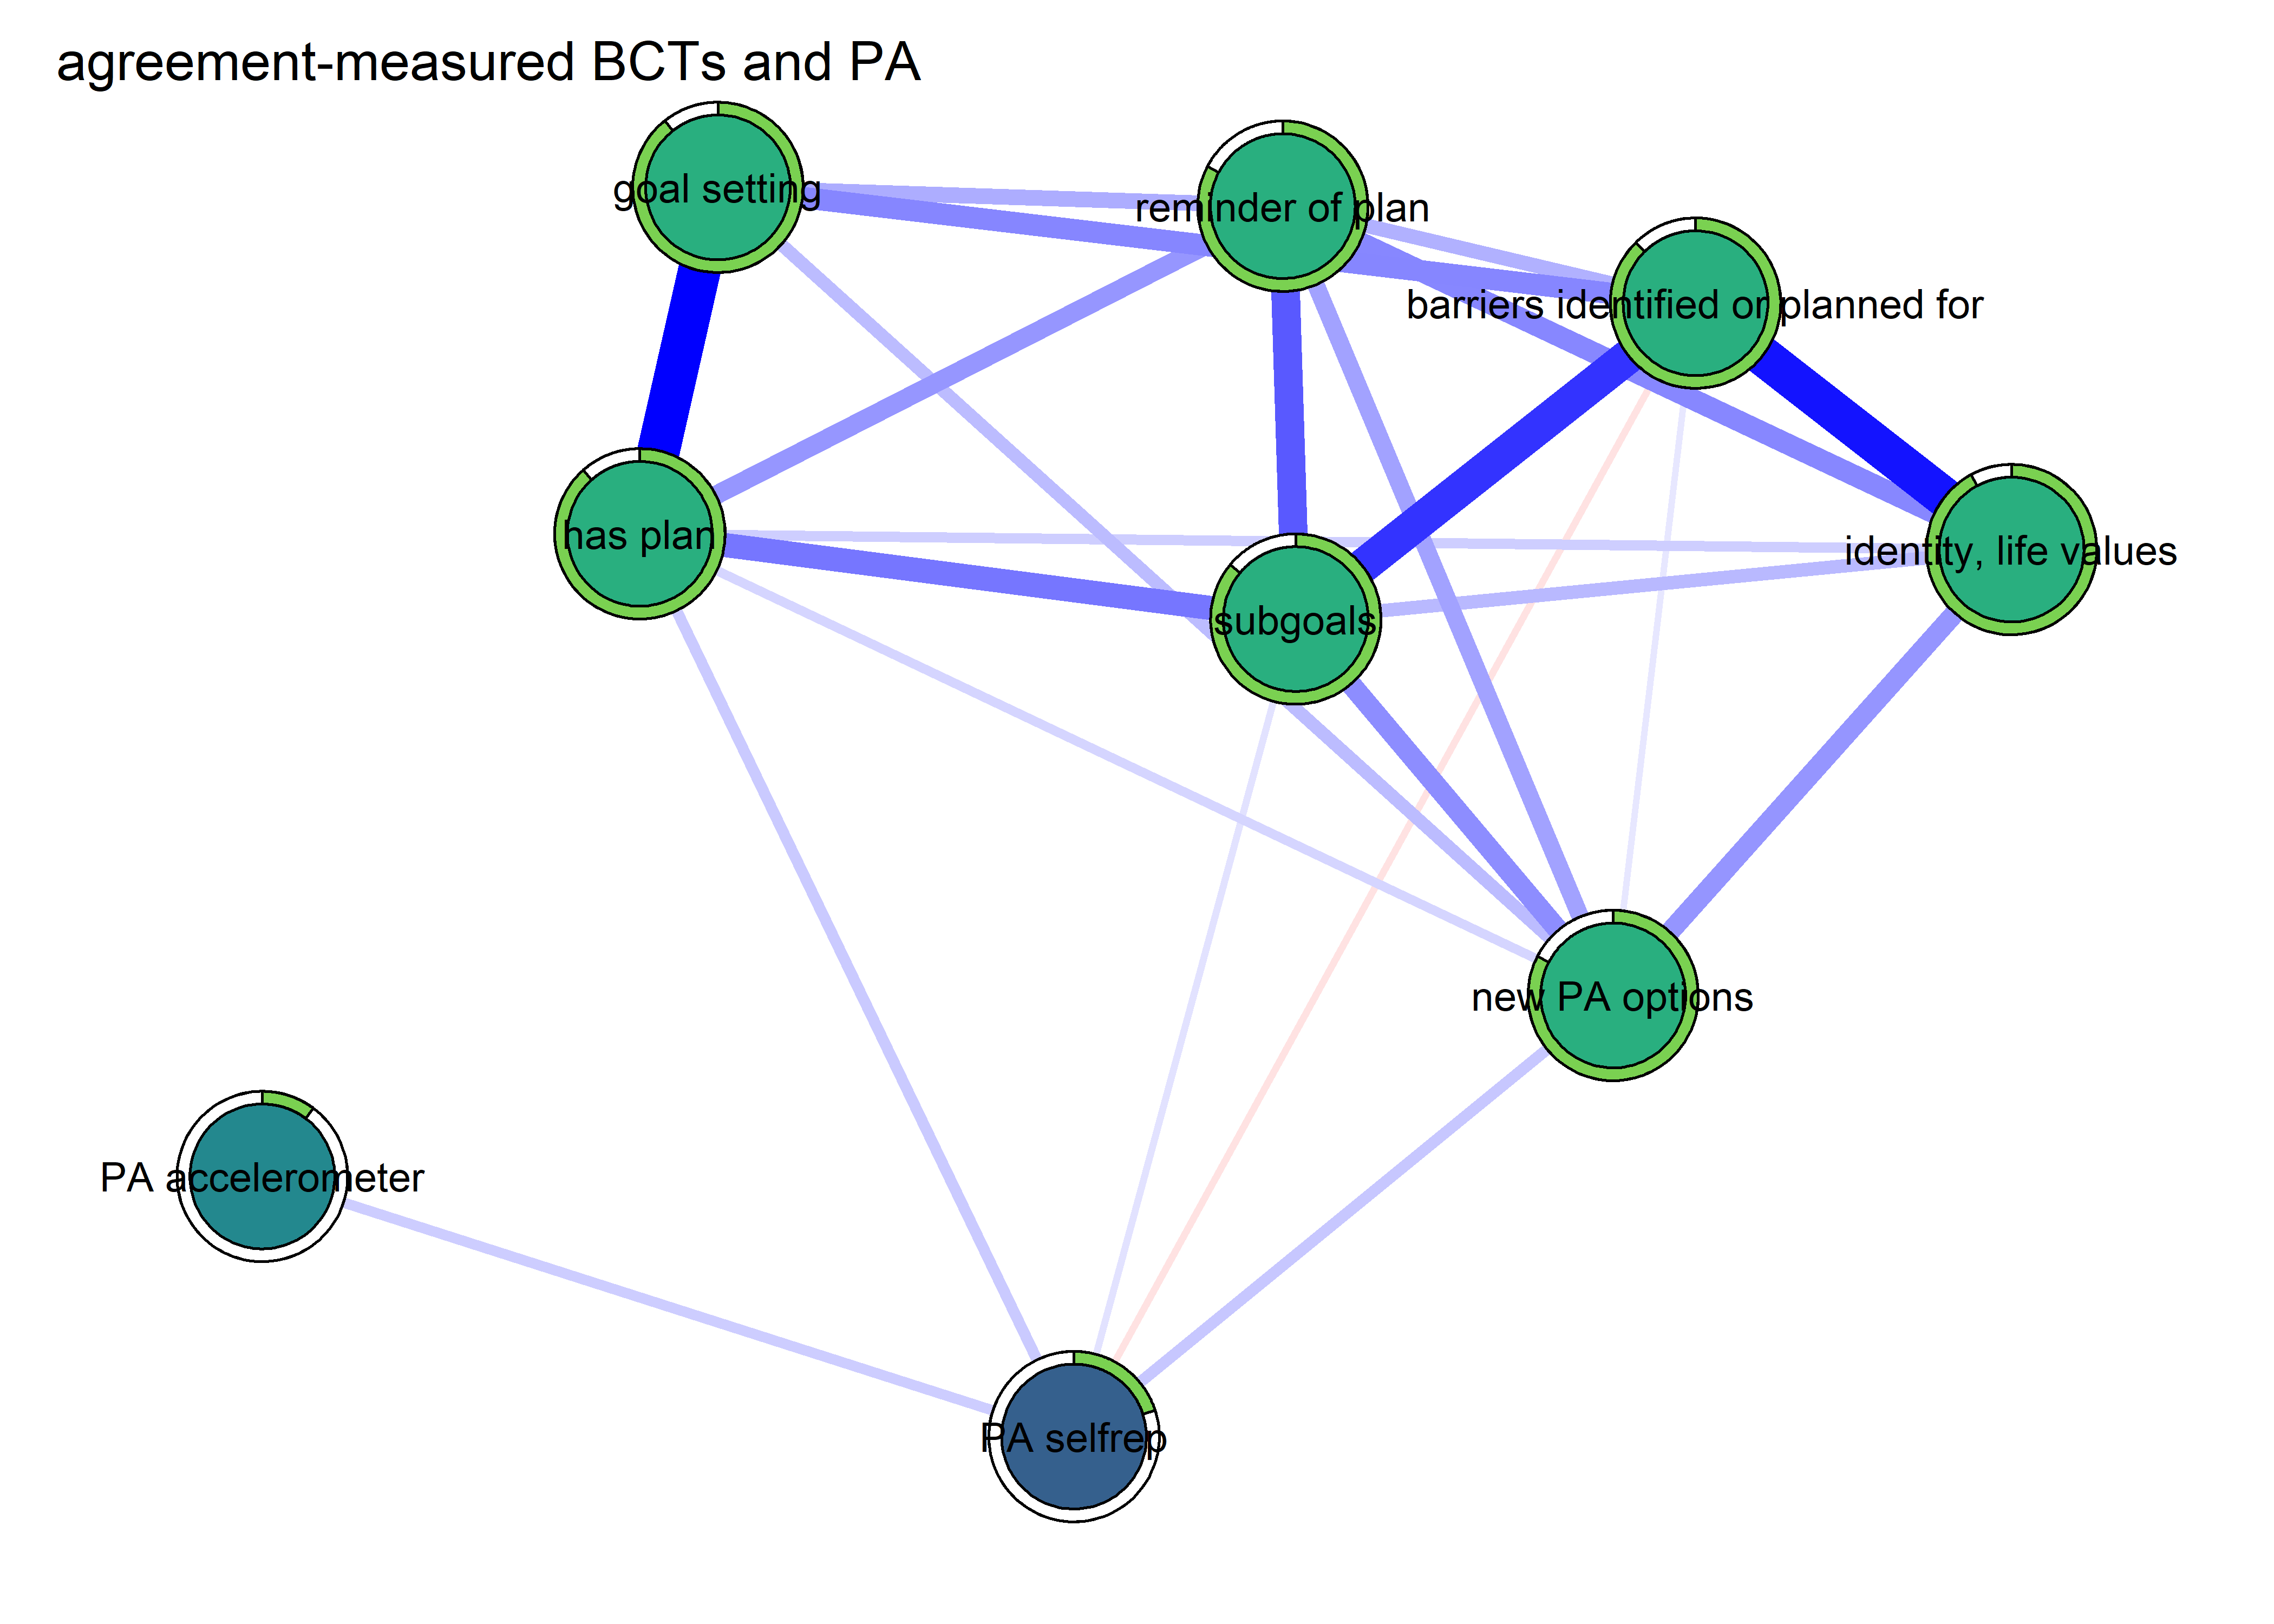 agreement-measured BCTs and PA
goal setting
reminder of plan
barriers identified or planned for
has plan
identity, life values
subgoals
new PA options
PA accelerometer
PA selfrep